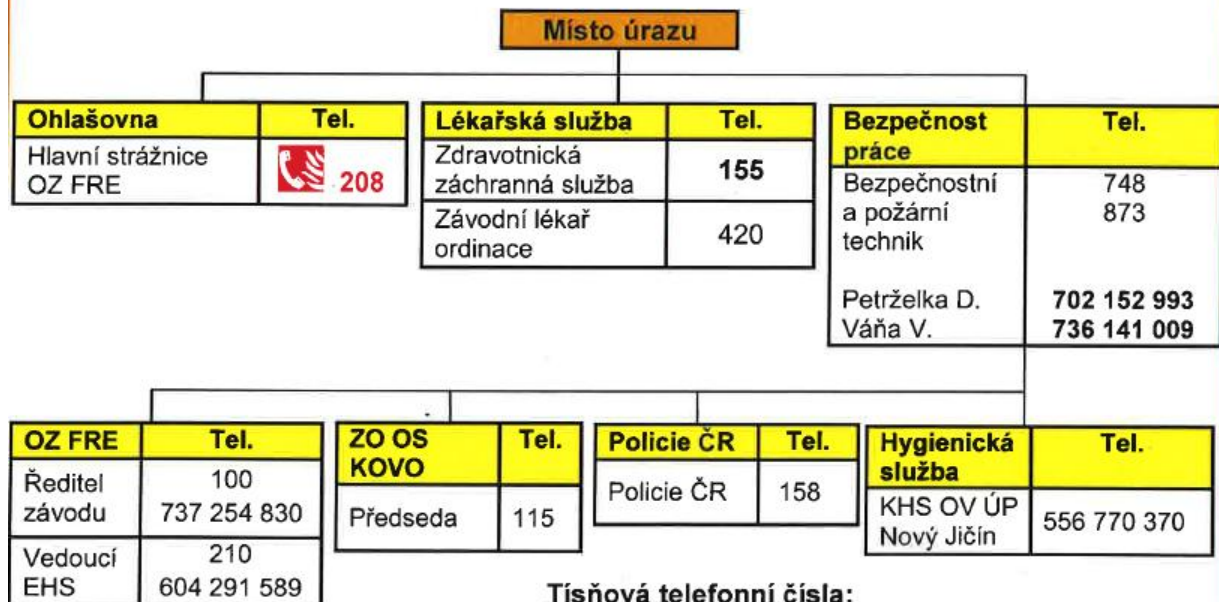 Místo úrazu
Ohlašovna Tel.
Hlavní strážnice
OZ FRE
208
Lékařská služba Tel.
Zdravotnická
záchranná služba
155
Závodní lékař
ordinace
420
Bezpečnost
práce
Tel.
Bezpečnostní 748
a požární 873
technik
Petrželka D. 702 152 993
Váňa V. 736 141 009
OZ FRE Tel.
Ředitel 100
závodu 737 254 830
Vedoucí 210
EHS 604 291 589
ZO OS
KOVO
Tel.
Předseda 115
Policie ČR Tel.
Policie ČR 158
Hygienická
služba
Tel.
KHS OV ÚP
Nový Jičín
556 770 370
Tísňová telefonní čísla: